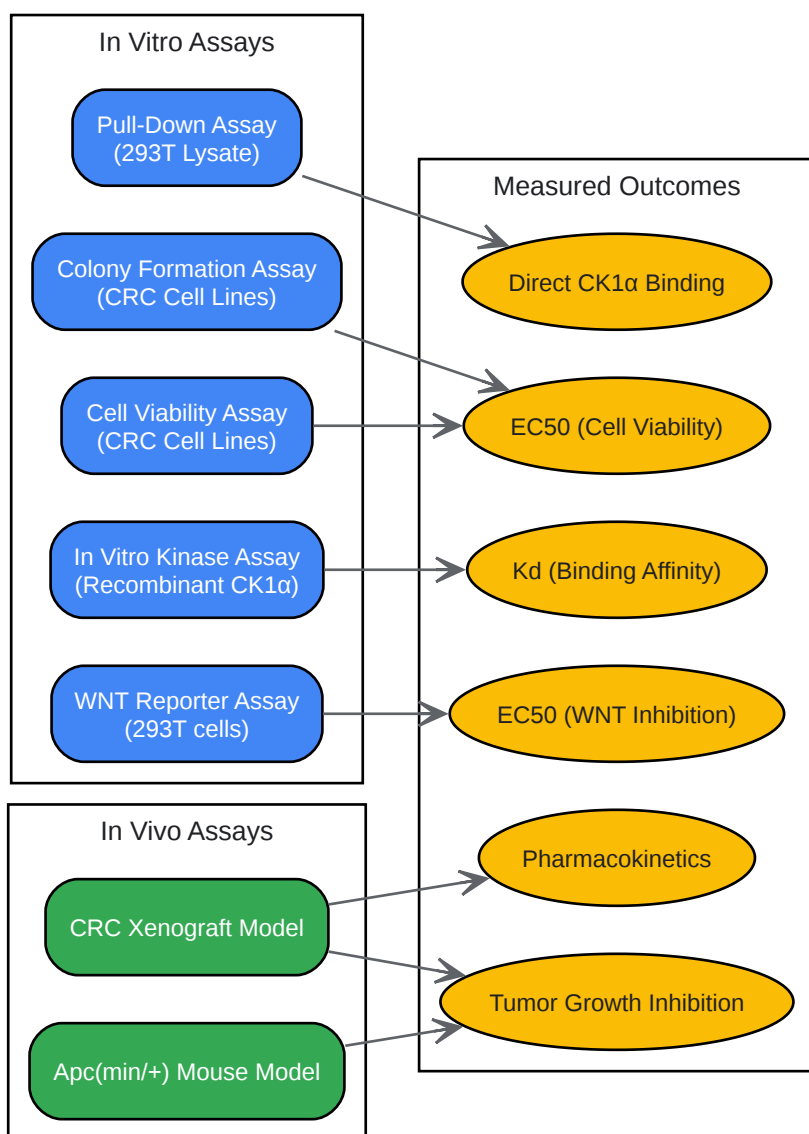 In Vitro Assays
Pull-Down Assay
(293T Lysate)
Colony Formation Assay
(CRC Cell Lines)
Cell Viability Assay
(CRC Cell Lines)
In Vitro Kinase Assay
(Recombinant CK1α)
WNT Reporter Assay
(293T cells)
In Vivo Assays
CRC Xenograft Model
Apc(min/+) Mouse Model
Measured Outcomes
Direct CK1α Binding
EC50 (Cell Viability)
Kd (Binding Affinity)
EC50 (WNT Inhibition)
Pharmacokinetics
Tumor Growth Inhibition